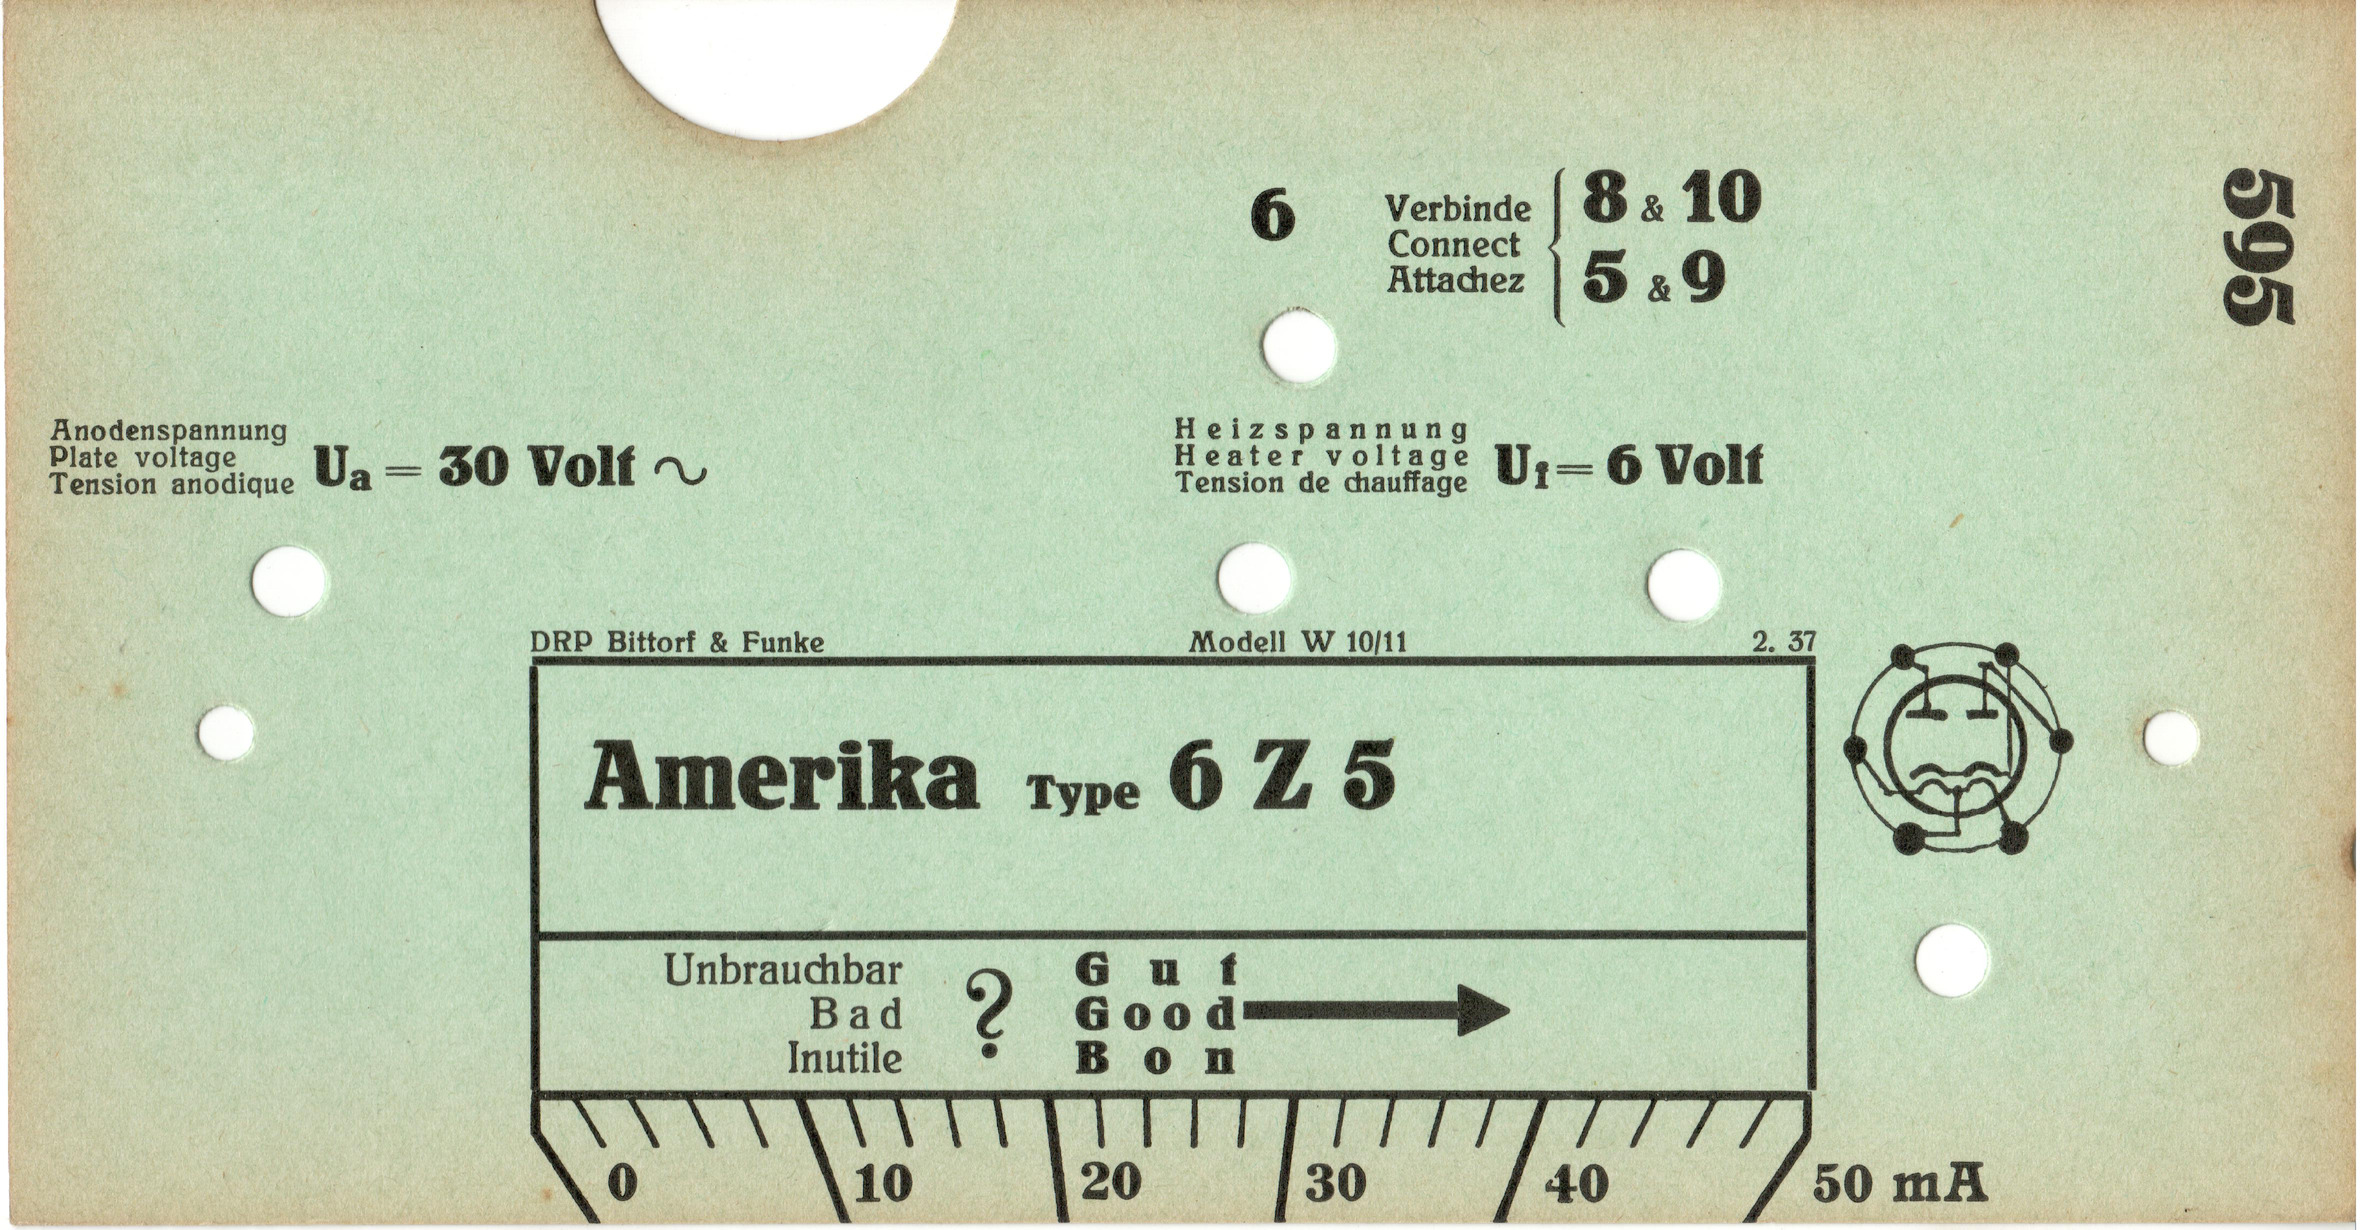 595
6
Verbinde
Connect
Attachez
8 & 10
5 & 9
Anodenspannung
Plate voltage
Tension anodique
Ua = 30 Volt ~
Heizspannung
Heater voltage
Tension de chauffage
Uf = 6 Volt
DRP Bittorf & Funke Modell W 10/11 2. 37
Amerika Type 6 Z 5
Unbrauchbar
Bad
Inutile
?
Gut
Good
Bon
0 10 20 30 40 50 mA